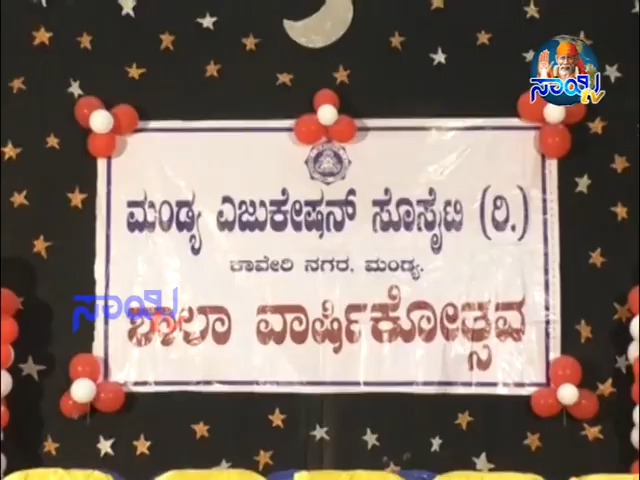 ಸಾಯ್ಸಿ
ಮಂಡ್ಯ ಎಜುಕೇಷನ್ ಸೊಸೈಟಿ (ರಿ.)
ಕಾವೇರಿ ನಗರ, ಮಂಡ್ಯ.
ಶಾಲಾ ವಾರ್ಷಿಕೋತ್ಸವ